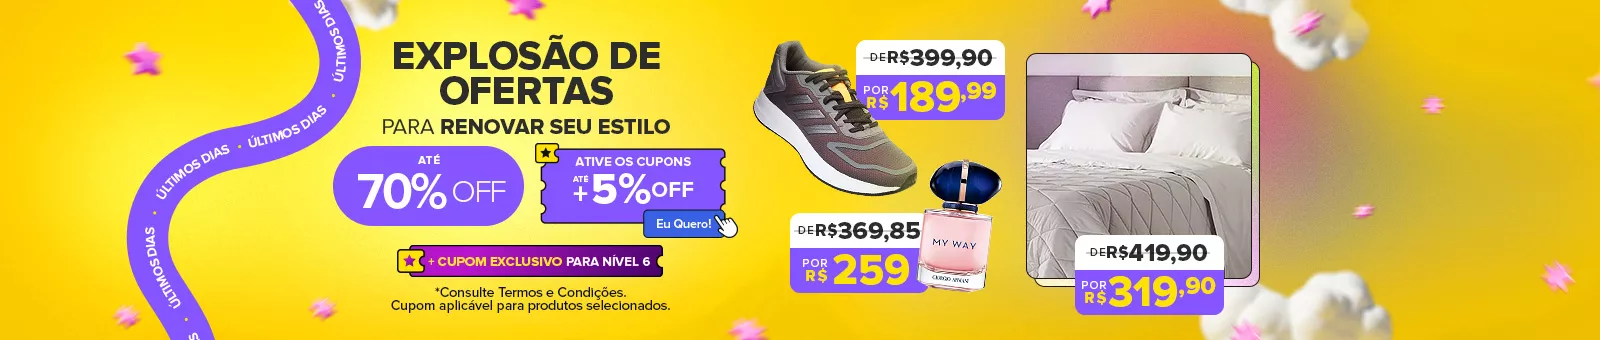 ÚLTIMOS DIAS • ÚLTIMOS DIAS • ÚLTIMOS DIAS • ÚLTIMOS DIAS • ÚLTIMOS DIAS
EXPLOSÃO DE
OFERTAS
PARA RENOVAR SEU ESTILO
ATÉ
70% OFF
ATIVE OS CUPONS
ATÉ
+5% OFF
Eu Quero!
+ CUPOM EXCLUSIVO PARA NÍVEL 6
*Consulte Termos e Condições.
Cupom aplicável para produtos selecionados.
DE R$399,90
POR
R$ 189,99
DE R$369,85
POR
R$ 259
MY WAY
GIORGIO ARMANI
DE R$419,90
POR
R$ 319,90